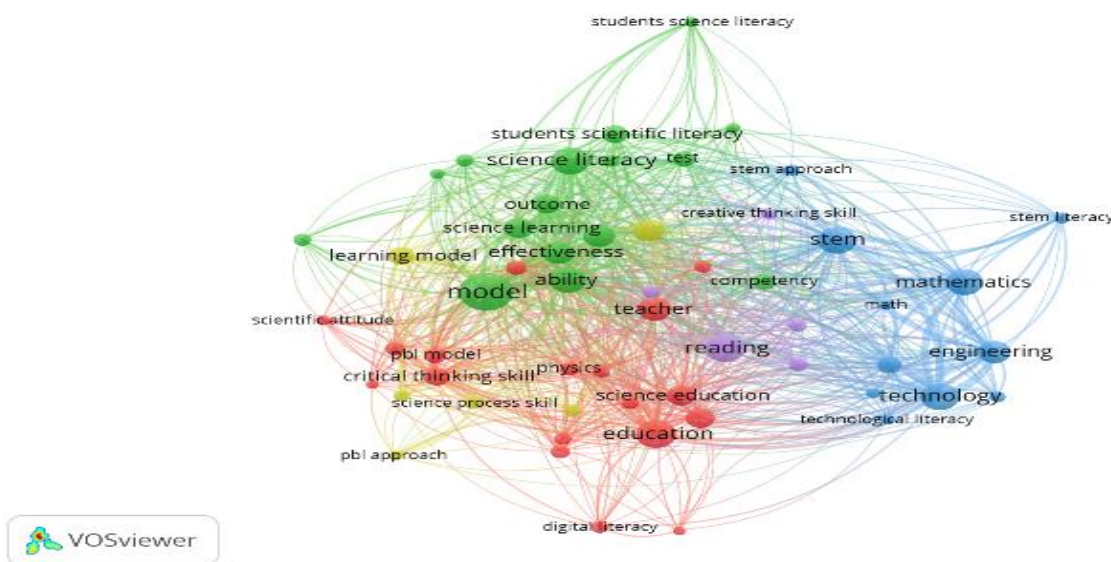 students science literacy
students scientific literacy
science literacy
test
stem approach
outcome
creative thinking skill
stem l teracy
science learning
stem
learning model
effectiveness
ability
competency
mathematics
model
math
teacher
scientific attitude
reading
engineering
pbl model
physics
critical thinking skill
science education
technology
science process skill
technological literacy
education
pbl approach
digital literacy
VOSviewer